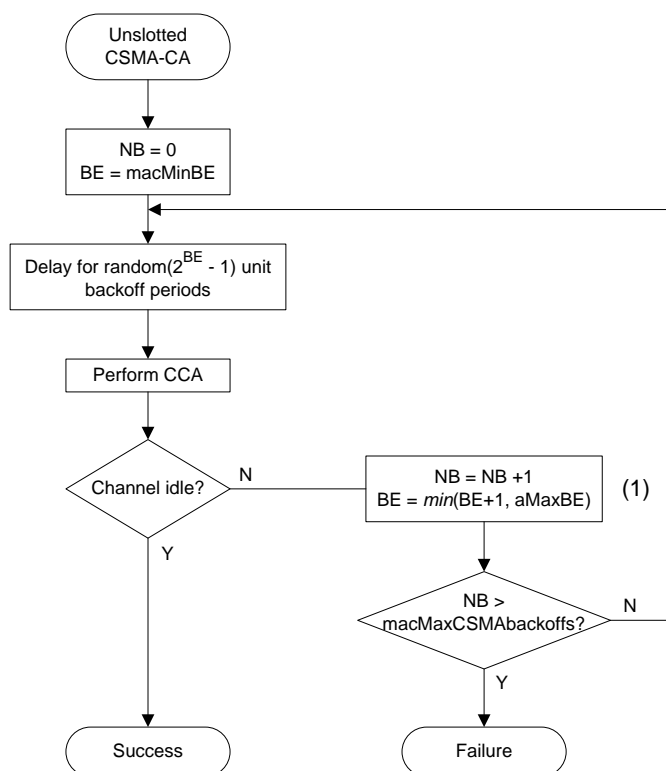 Unslotted
CSMA-CA
NB = 0
BE = macMinBE
Delay for random(2^BE - 1) unit
backoff periods
Perform CCA
Channel idle?
N
Y
NB = NB +1
BE = min(BE+1, aMaxBE)
(1)
NB >
macMaxCSMAbackoffs?
N
Y
Success
Failure